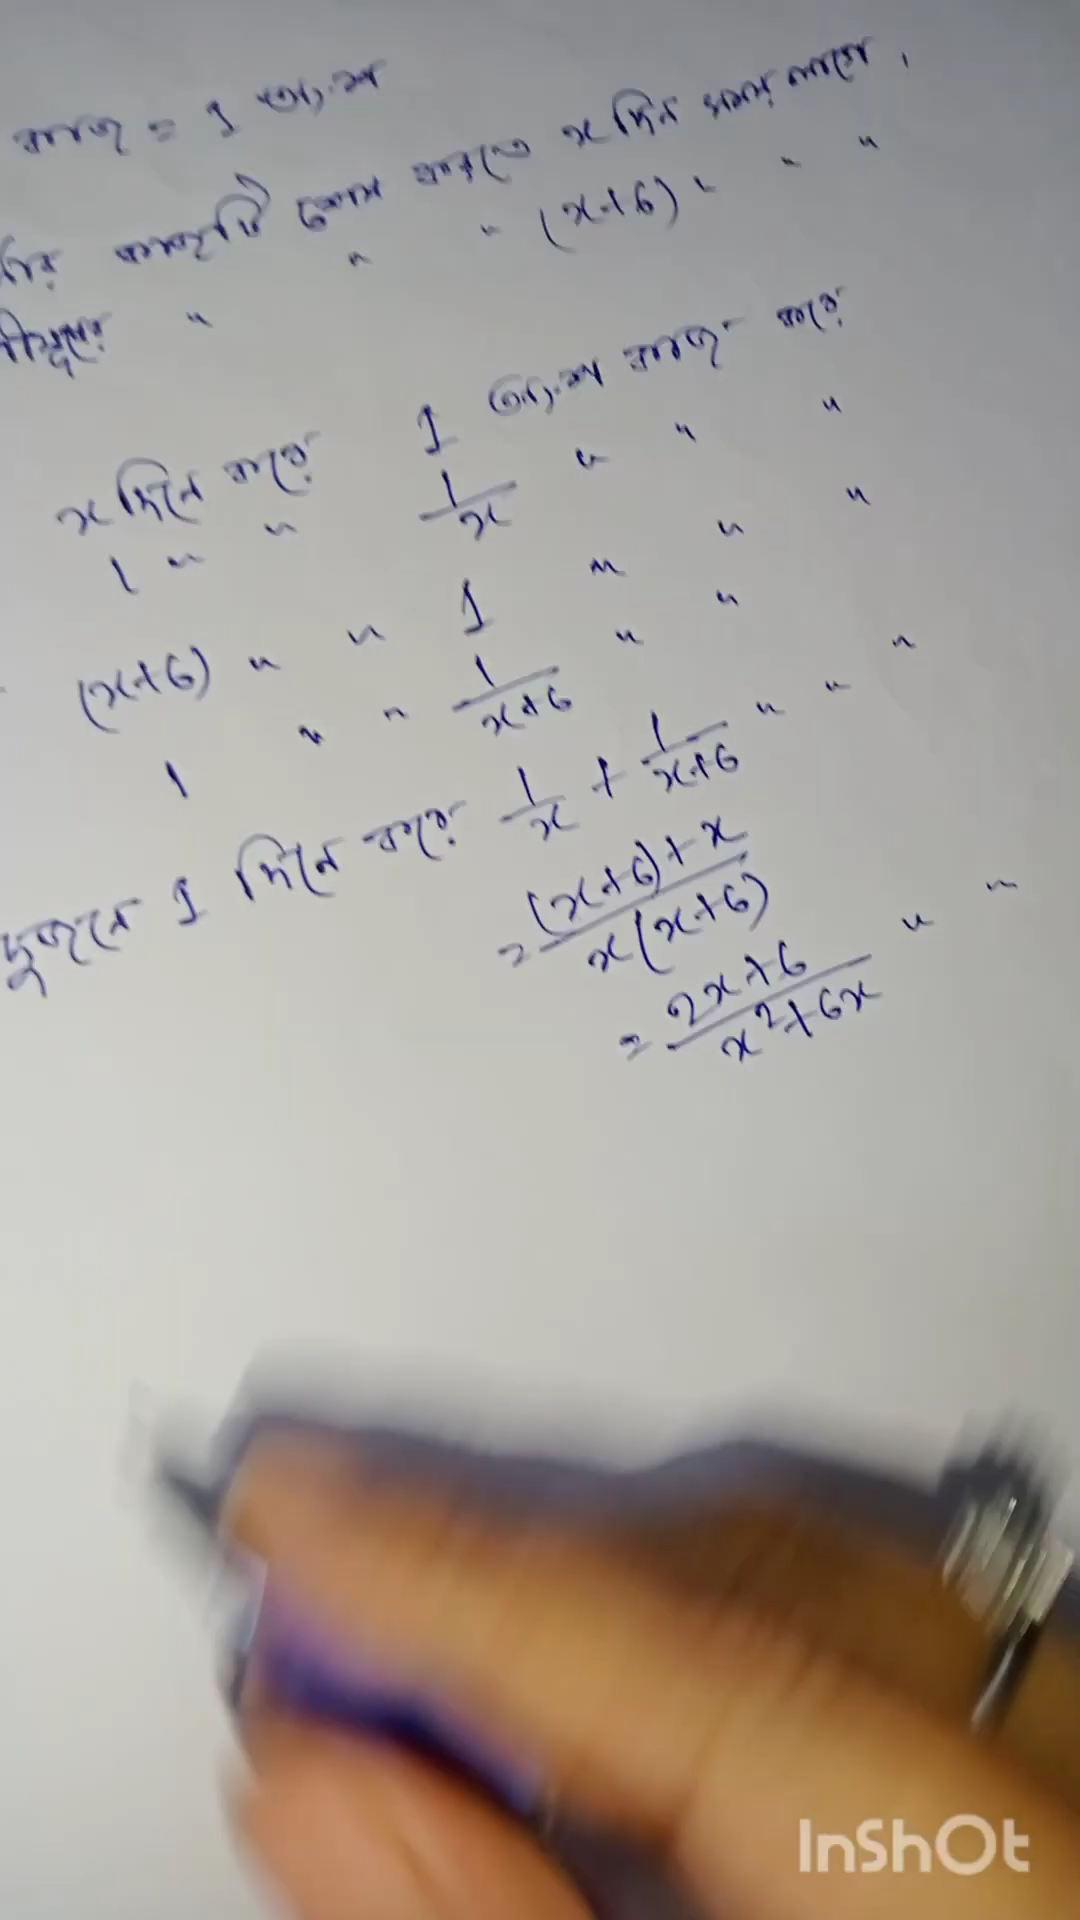 কাজ = 1 অংশ
কাজটি শেষ করতে x দিন সময় লাগে,
" " " (x+6) " " "
x দিনে করে 1 অংশ কাজ করে
1 " " 1/x " " "
(x+6) " " 1 " " "
1 " " 1/x+6 " " "
দুজনে 1 দিনে করে 1/x + 1/x+6 " " "
= (x+6)+x / x(x+6)
= 2x+6 / x²+6x " "
InShOt